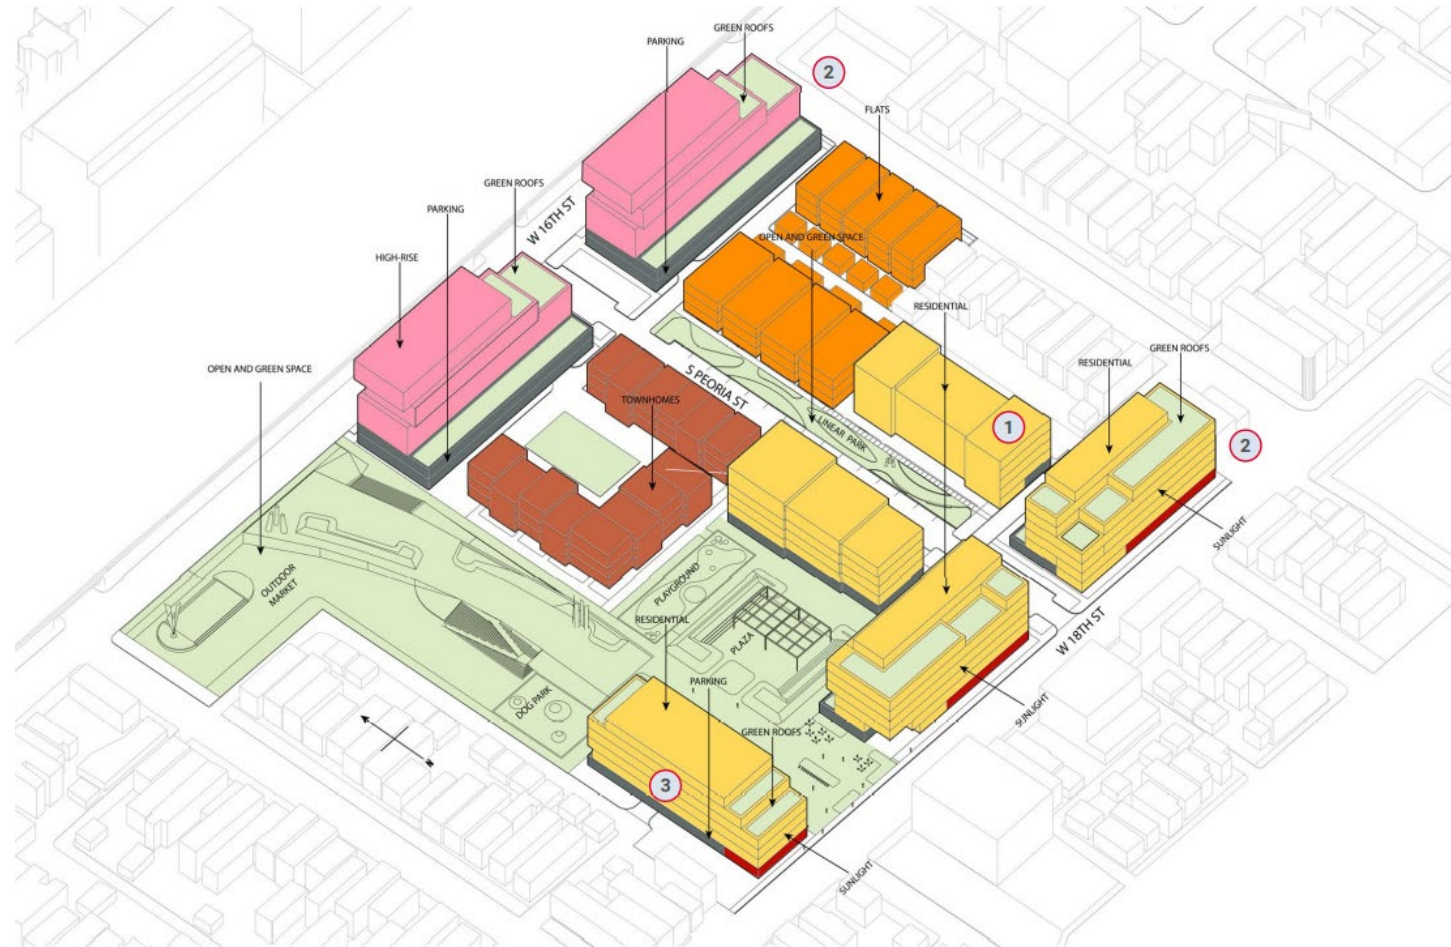 GREEN ROOFS
PARKING
2
FLATS
GREEN ROOFS
PARKING
W 16TH ST
OPEN AND GREEN SPACE
HIGH-RISE
RESIDENTIAL
GREEN ROOFS
RESIDENTIAL
OPEN AND GREEN SPACE
S PEORIA ST
TOWNHOMES
LINEAR PARK
1
2
SUNLIGHT
OUTDOOR
MARKET
PLAYGROUND
RESIDENTIAL
PLAZA
W 18TH ST
PARKING
DOG PARK
SUNLIGHT
GREEN ROOFS
N
3
SUNLIGHT